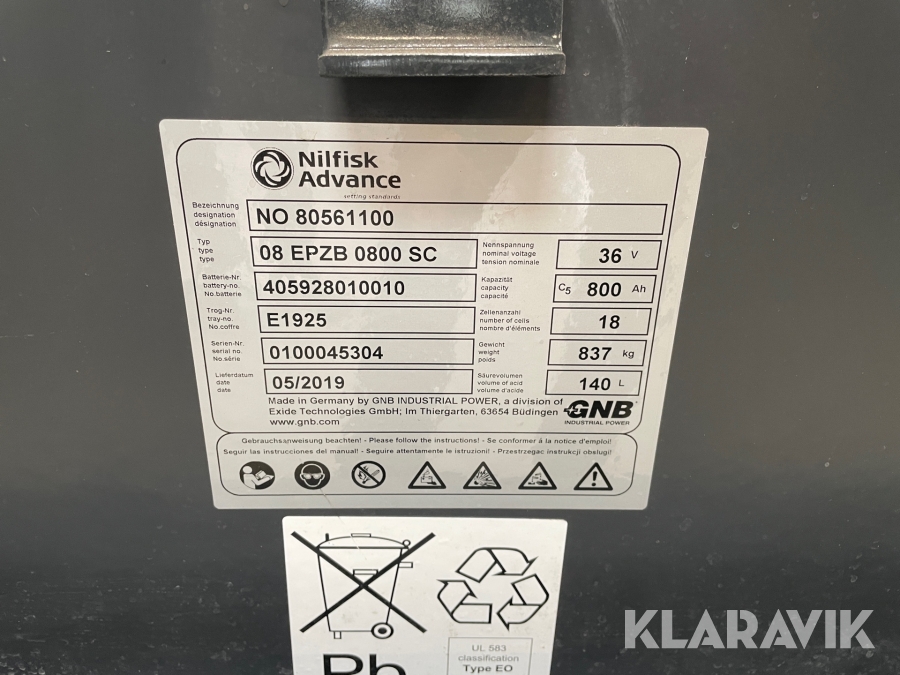 Nilfisk
Advance
setting standards
Bezeichnung
designation
désignation
NO 80561100
Typ
type
type
08 EPZB 0800 SC
Nennspannung
nominal voltage
tension nominale
36 V
Batterie-Nr.
battery-no.
No.batterie
405928010010
Kapazität
capacity
capacité
C5 800 Ah
Trog-Nr.
tray-no.
No.coffre
E1925
Zellenanzahl
number of cells
nombre d'éléments
18
Serien-Nr.
serial no.
No.série
0100045304
Gewicht
weight
poids
837 kg
Lieferdatum
date
date
05/2019
Säurevolumen
volume of acid
volume d'acide
140 L
Made in Germany by GNB INDUSTRIAL POWER, a division of
Exide Technologies GmbH; Im Thiergarten, 63654 Büdingen
www.gnb.com
GNB
INDUSTRIAL POWER
Gebrauchsanweisung beachten! - Please follow the instructions! - Se conformer á la notice d'emploi!
Seguir las instrucciones del manual! - Seguire attentamente le istruzioni! - Przestrzegac instrukcji obslugi!
Pb
UL 583
classification
Type EO
KLARAVIK